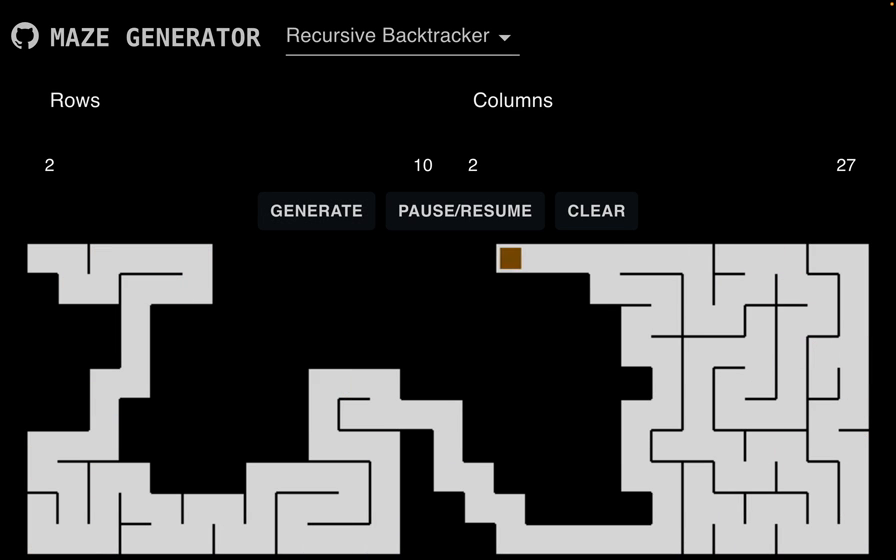 MAZE GENERATOR Recursive Backtracker
Rows Columns
2 10 2 27
GENERATE PAUSE/RESUME CLEAR